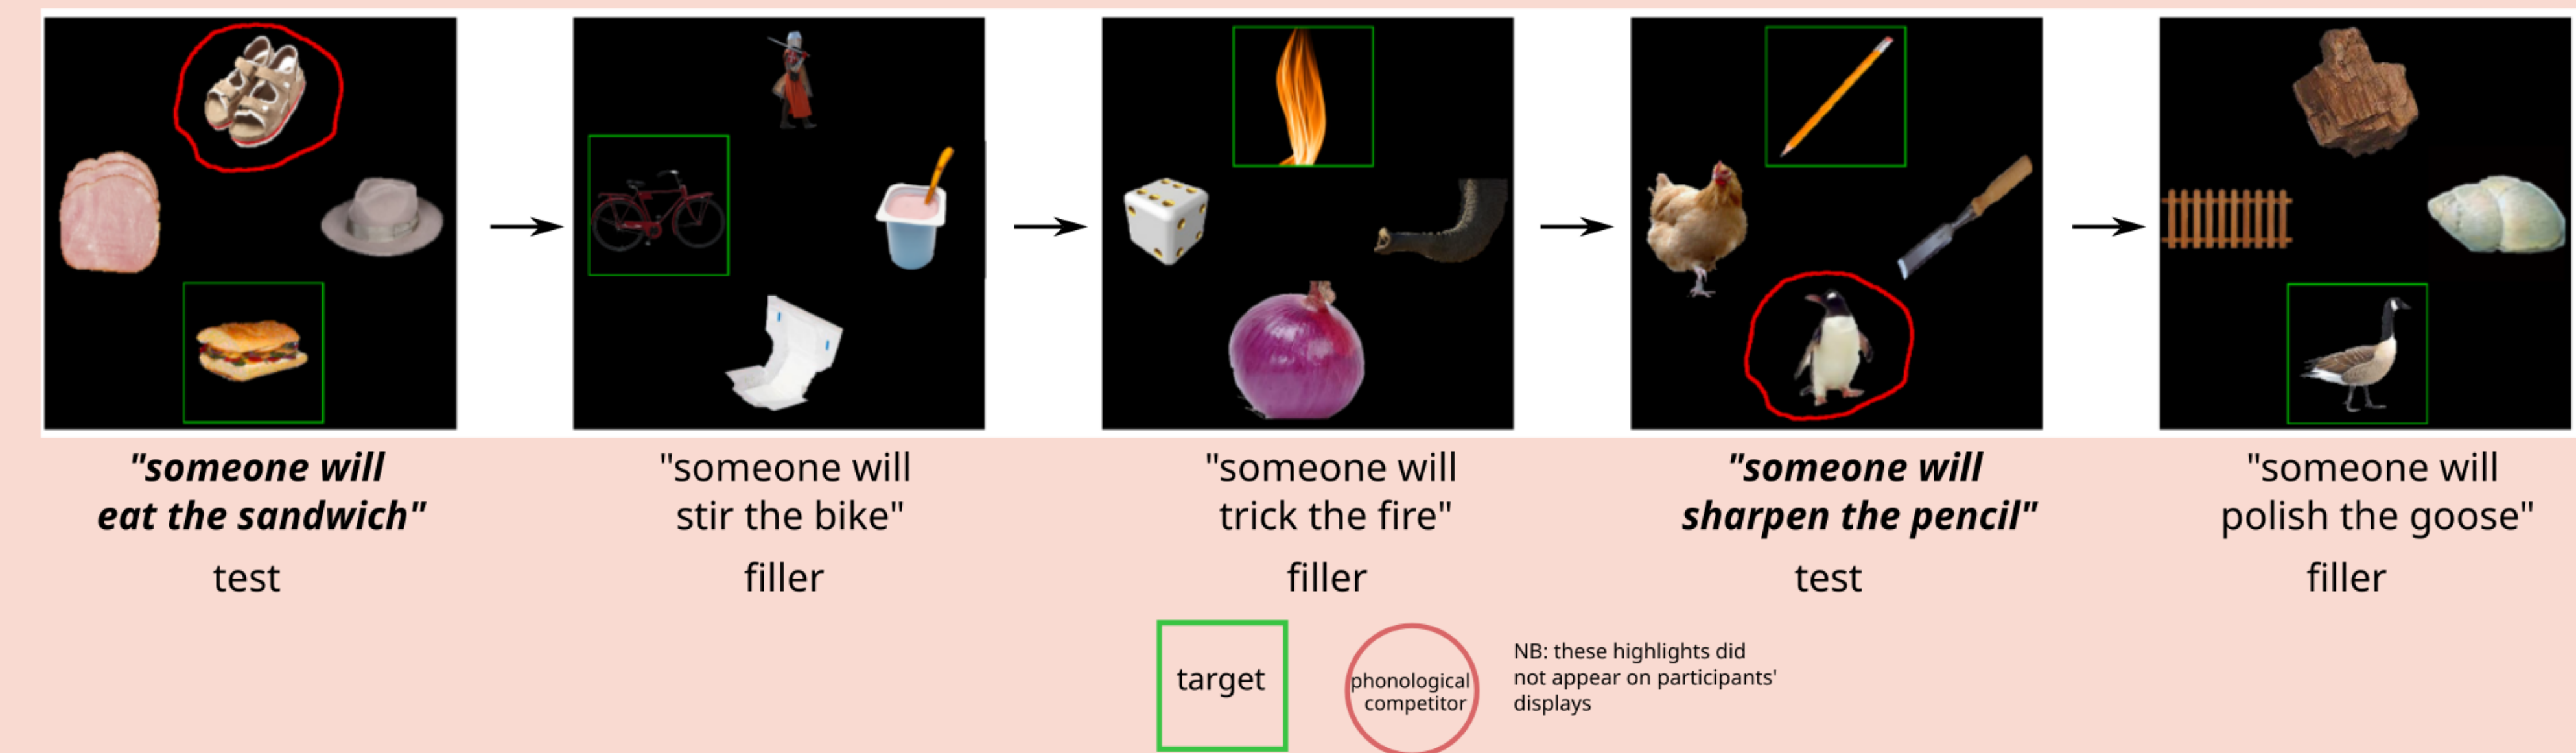 "someone will
eat the sandwich"
test
"someone will
stir the bike"
filler
"someone will
trick the fire"
filler
"someone will
sharpen the pencil"
test
"someone will
polish the goose"
filler
target
phonological
competitor
NB: these highlights did
not appear on participants'
displays